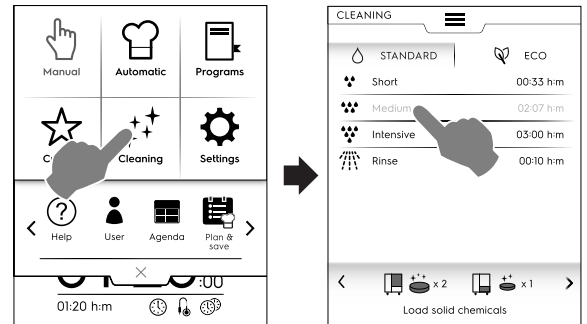 Manual
Automatic
Programs
Cleaning
Settings
?
Help
User
Agenda
Plan &
save
:00
01:20 h:m
CLEANING
STANDARD
ECO
Short 00:33 h:m
Medium 02:07 h:m
Intensive 03:00 h:m
Rinse 00:10 h:m
x 2
x 1
Load solid chemicals